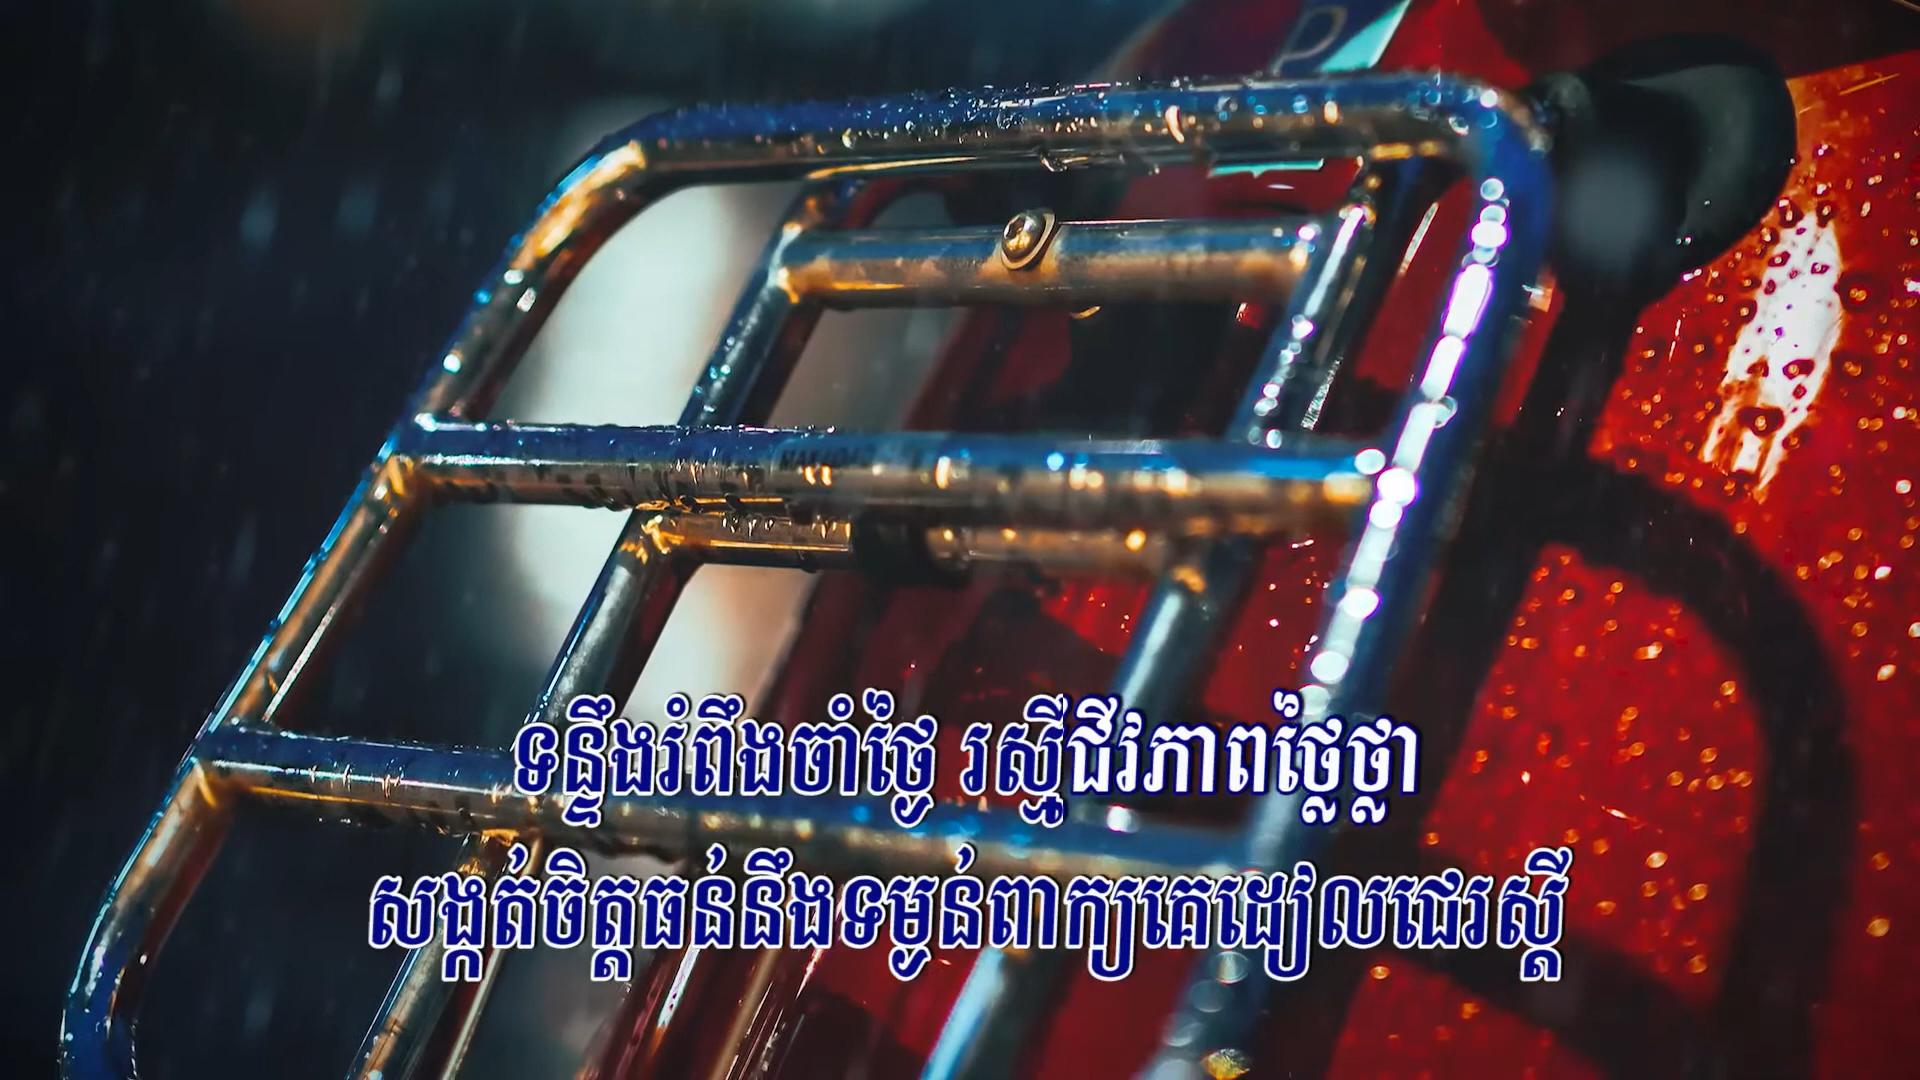 ទន្ទឹងរំពឹងចាំថ្ងៃ រស្មីជីវភាពថ្លៃថ្លា
សង្កត់ចិត្តធន់នឹងទម្ងន់ពាក្យគេដៀលជេរស្តី